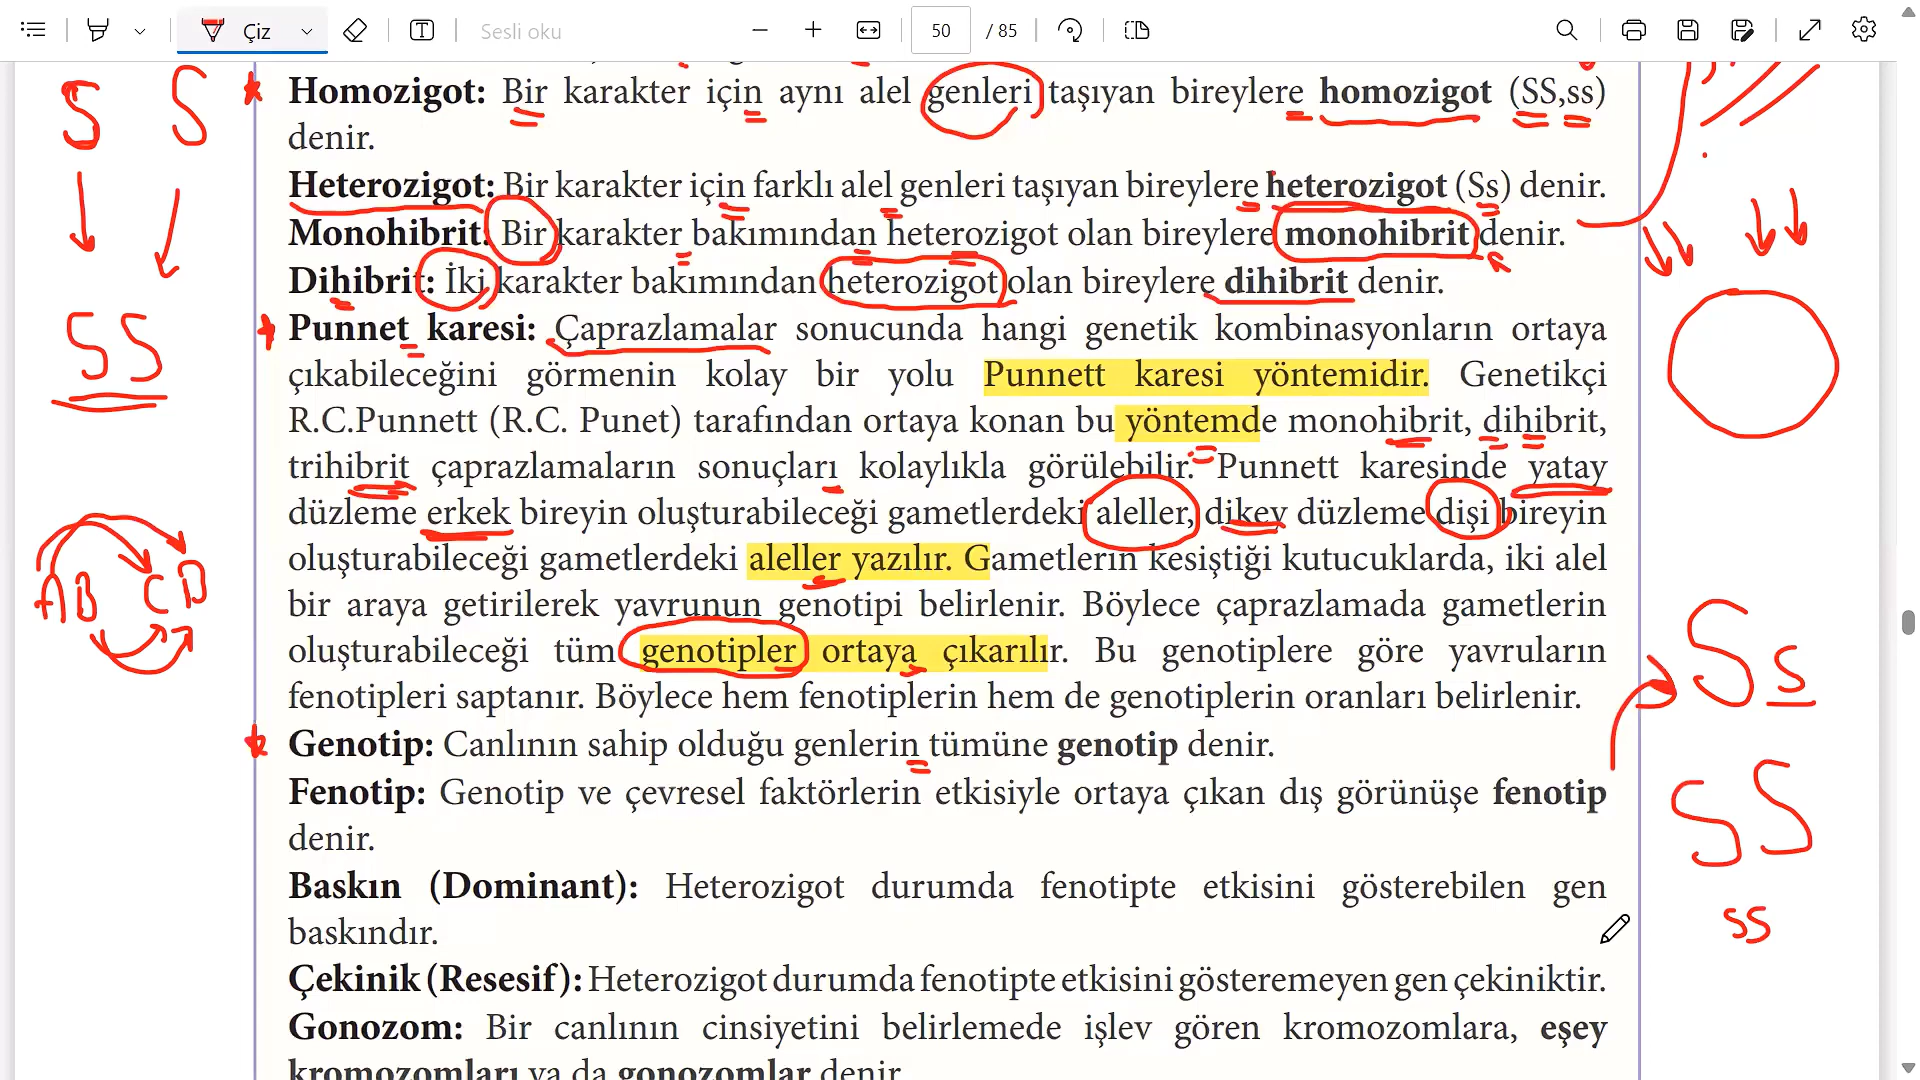 Çiz
Sesli oku
50 / 85
Homozigot: Bir karakter için aynı alel genleri taşıyan bireylere homozigot (SS,ss)
denir.
Heterozigot: Bir karakter için farklı alel genleri taşıyan bireylere heterozigot (Ss) denir.
Monohibrit: Bir karakter bakımından heterozigot olan bireylere monohibrit denir.
Dihibrit: İki karakter bakımından heterozigot olan bireylere dihibrit denir.
Punnet karesi: Çaprazlamalar sonucunda hangi genetik kombinasyonların ortaya
çıkabileceğini görmenin kolay bir yolu Punnett karesi yöntemidir. Genetikçi
R.C.Punnett (R.C. Punet) tarafından ortaya konan bu yöntemde monohibrit, dihibrit,
trihibrit çaprazlamaların sonuçları kolaylıkla görülebilir. Punnett karesinde yatay
düzleme erkek bireyin oluşturabileceği gametlerdeki aleller, dikey düzleme dişi bireyin
oluşturabileceği gametlerdeki aleller yazılır. Gametlerin kesiştiği kutucuklarda, iki alel
bir araya getirilerek yavrunun genotipi belirlenir. Böylece çaprazlamada gametlerin
oluşturabileceği tüm genotipler ortaya çıkarılır. Bu genotiplere göre yavruların
fenotipleri saptanır. Böylece hem fenotiplerin hem de genotiplerin oranları belirlenir.
Genotip: Canlının sahip olduğu genlerin tümüne genotip denir.
Fenotip: Genotip ve çevresel faktörlerin etkisiyle ortaya çıkan dış görünüşe fenotip
denir.
Baskın (Dominant): Heterozigot durumda fenotipte etkisini gösterebilen gen
baskındır.
Çekinik (Resesif): Heterozigot durumda fenotipte etkisini gösteremeyen gen çekiniktir.
Gonozom: Bir canlının cinsiyetini belirlemede işlev gören kromozomlara, eşey
kromozomları ya da gonozomlar denir.
S S
SS
AB CD
Ss
SS
ss